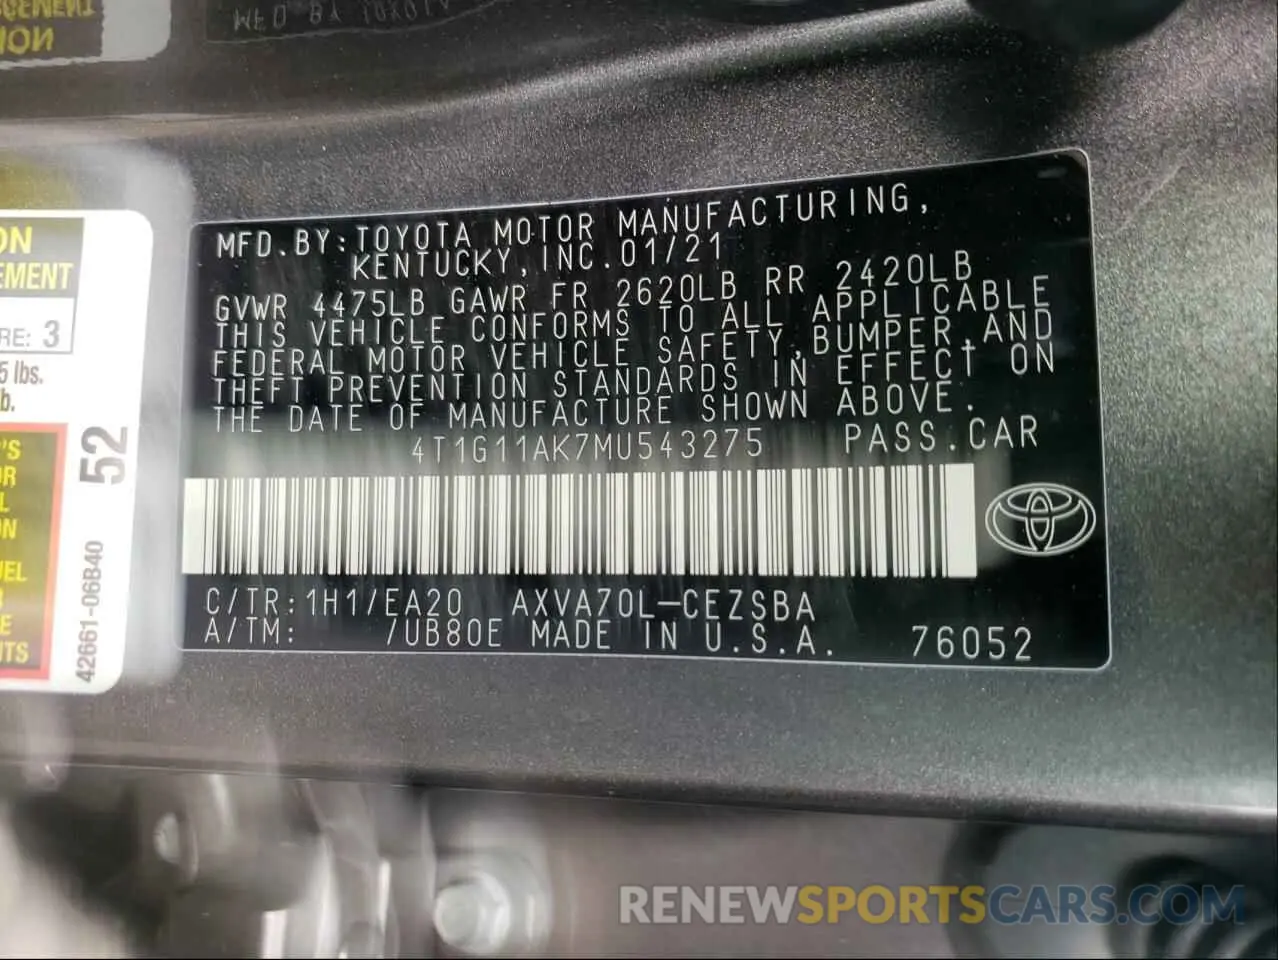 MFD. BY: TOYOTA MOTOR MANUFACTURING,
KENTUCKY, INC. 01/21
GVWR 4475LB GAWR FR 2620LB RR 2420LB
THIS VEHICLE CONFORMS TO ALL APPLICABLE
FEDERAL MOTOR VEHICLE SAFETY, BUMPER, AND
THEFT PREVENTION STANDARDS IN EFFECT ON
THE DATE OF MANUFACTURE SHOWN ABOVE.
4T1G11AK7MU543275 PASS. CAR
C/TR: 1H1/EA20 AXVA70L-CEZSBA
A/TM: /UB80E MADE IN U.S.A. 76052
EMENT
RE: 3
5 lbs.
52
42661-06B40
RENEWSPORTSCARS.COM